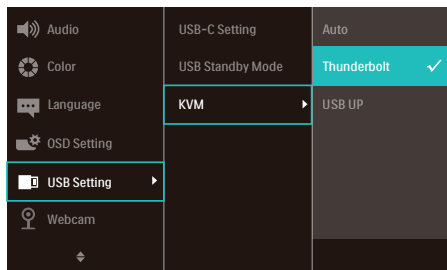 Audio
Color
Language
OSD Setting
USB Setting
Webcam
USB-C Setting
USB Standby Mode
KVM
Auto
Thunderbolt
USB UP